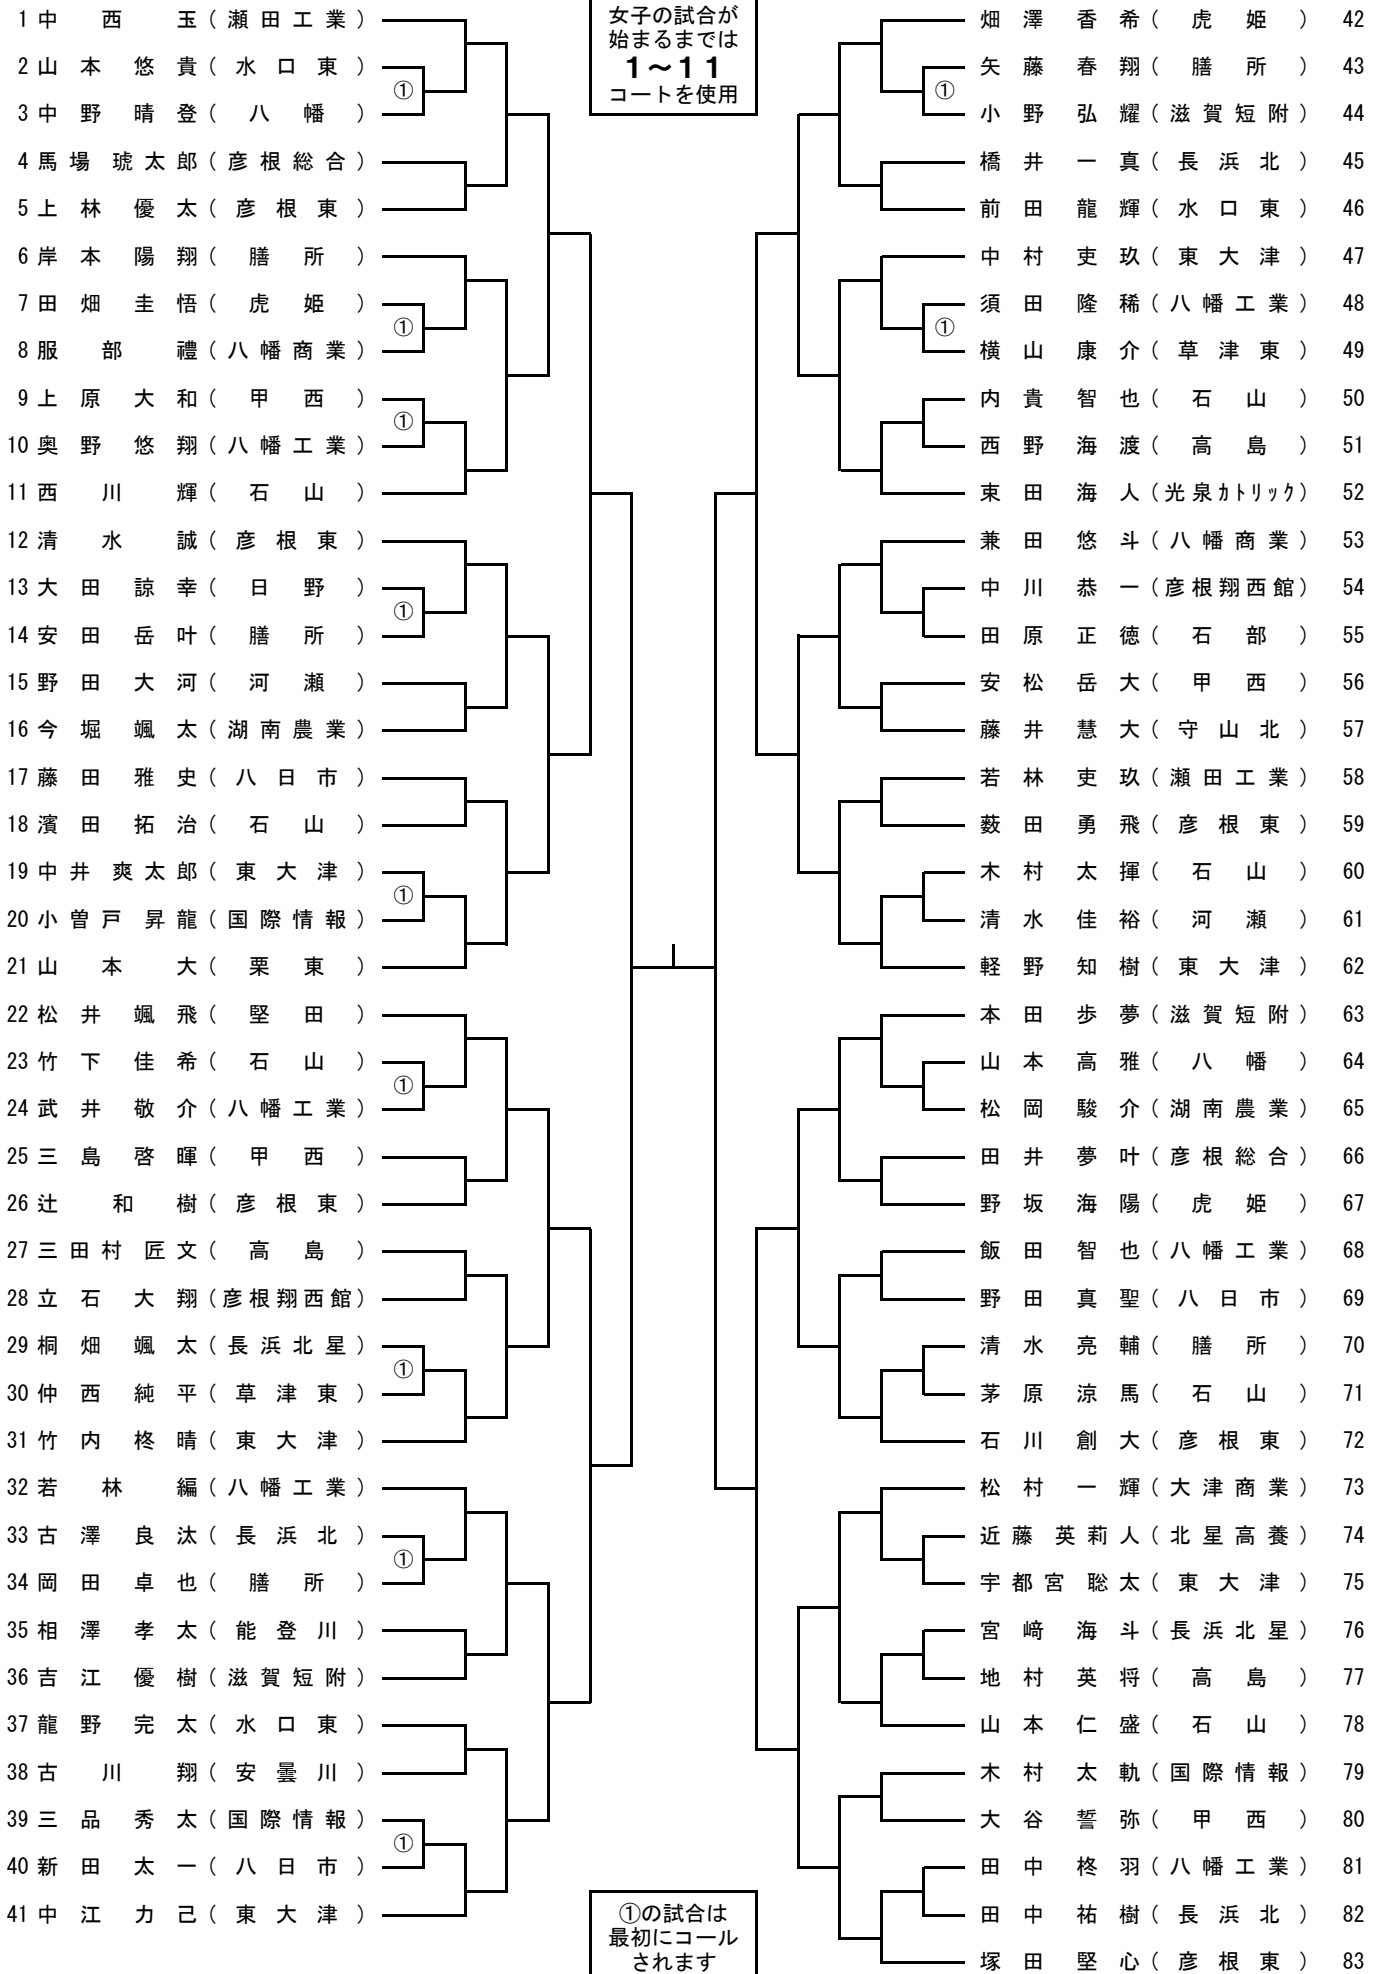 1 中西玉(瀬田工業)
2 山本悠貴(水口東)
①
3 中野晴登(八幡)
4 馬場琥太郎(彦根総合)
5 上林優太(彦根東)
6 岸本陽翔(膳所)
7 田畑圭悟(虎姫)
①
8 服部禮(八幡商業)
9 上原大和(甲西)
①
10 奥野悠翔(八幡工業)
11 西川輝(石山)
12 清水誠(彦根東)
13 大田諒幸(日野)
①
14 安田岳叶(膳所)
15 野田大河(河瀬)
16 今堀颯太(湖南農業)
17 藤田雅史(八日市)
18 濱田拓治(石山)
19 中井爽太郎(東大津)
①
20 小曽戸昇龍(国際情報)
21 山本大(栗東)
22 松井颯飛(堅田)
23 竹下佳希(石山)
①
24 武井敬介(八幡工業)
25 三島啓暉(甲西)
26 辻和樹(彦根東)
27 三田村匠文(高島)
28 立石大翔(彦根翔西館)
29 桐畑颯太(長浜北星)
①
30 仲西純平(草津東)
31 竹内柊晴(東大津)
32 若林編(八幡工業)
33 古澤良汰(長浜北)
①
34 岡田卓也(膳所)
35 相澤孝太(能登川)
36 吉江優樹(滋賀短附)
37 龍野完太(水口東)
38 古川翔(安曇川)
39 三品秀太(国際情報)
①
40 新田太一(八日市)
41 中江力己(東大津)
女子の試合が
始まるまでは
1～11
コートを使用
①の試合は
最初にコール
されます
畑澤香希(虎姫) 42
矢藤春翔(膳所) 43
①
小野弘耀(滋賀短附) 44
橋井一真(長浜北) 45
前田龍輝(水口東) 46
中村吏玖(東大津) 47
須田隆稀(八幡工業) 48
①
横山康介(草津東) 49
内貴智也(石山) 50
西野海渡(高島) 51
東田海人(光泉カトリック) 52
兼田悠斗(八幡商業) 53
中川恭一(彦根翔西館) 54
田原正徳(石部) 55
安松岳大(甲西) 56
藤井慧大(守山北) 57
若林吏玖(瀬田工業) 58
薮田勇飛(彦根東) 59
木村太揮(石山) 60
清水佳裕(河瀬) 61
軽野知樹(東大津) 62
本田歩夢(滋賀短附) 63
山本高雅(八幡) 64
松岡駿介(湖南農業) 65
田井夢叶(彦根総合) 66
野坂海陽(虎姫) 67
飯田智也(八幡工業) 68
野田真聖(八日市) 69
清水亮輔(膳所) 70
茅原涼馬(石山) 71
石川創大(彦根東) 72
松村一輝(大津商業) 73
近藤英莉人(北星高養) 74
宇都宮聡太(東大津) 75
宮﨑海斗(長浜北星) 76
地村英将(高島) 77
山本仁盛(石山) 78
木村太軌(国際情報) 79
大谷誓弥(甲西) 80
田中柊羽(八幡工業) 81
田中祐樹(長浜北) 82
塚田堅心(彦根東) 83